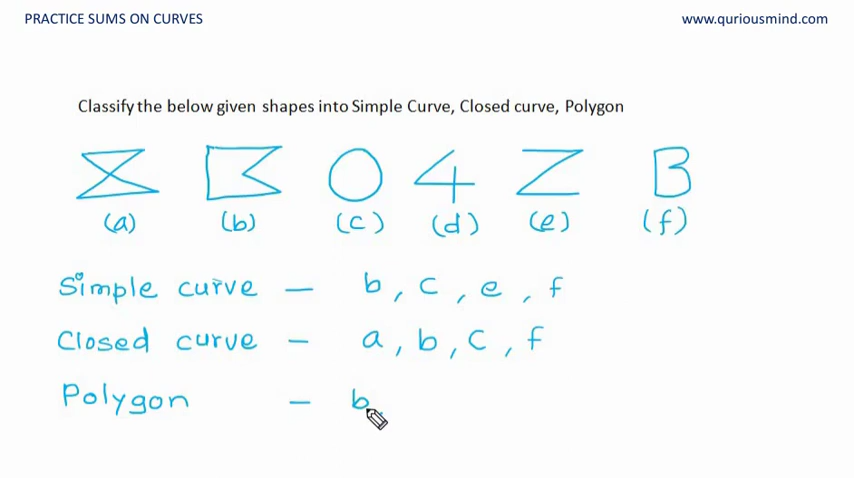 PRACTICE SUMS ON CURVES
www.quriousmind.com
Classify the below given shapes into Simple Curve, Closed curve, Polygon
(a) (b) (c) (d) (e) (f)
Simple curve – b, c, e, f
Closed curve – a, b, c, f
Polygon – b